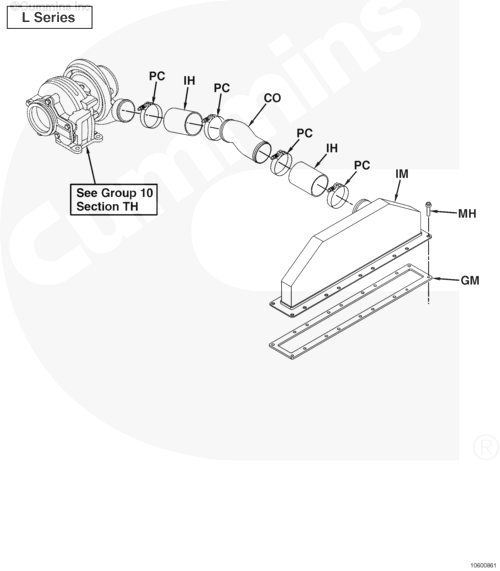 ©Cummins Inc
L Series
PC
IH
PC
CO
PC
IH
PC
IM
MH
GM
See Group 10
Section TH
Cummins
®
10600861